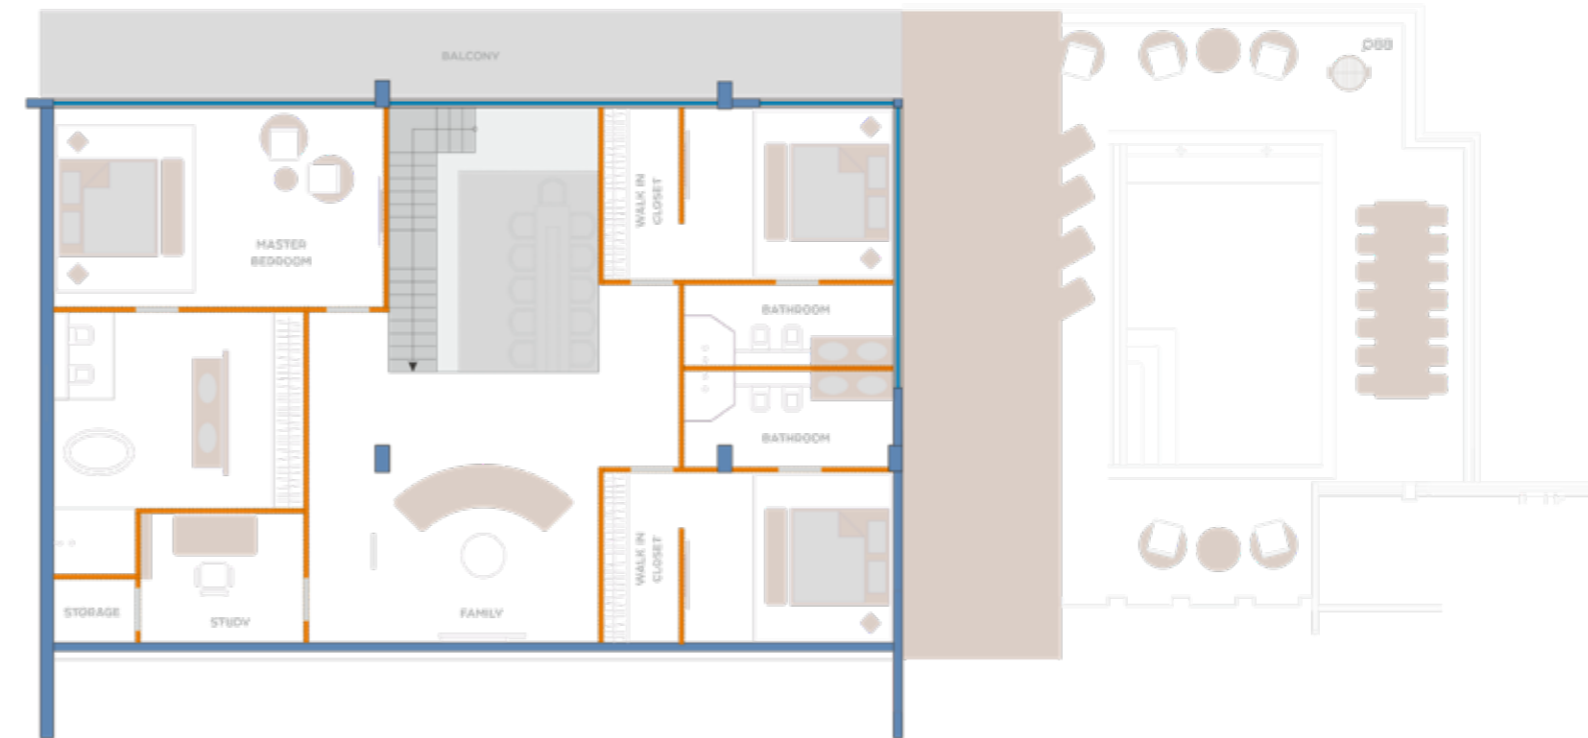 BALCONY
BBQ
WALK IN
CLOSET
MASTER
BEDROOM
BATHROOM
BATHROOM
WALK IN
CLOSET
STORAGE
STUDY
FAMILY